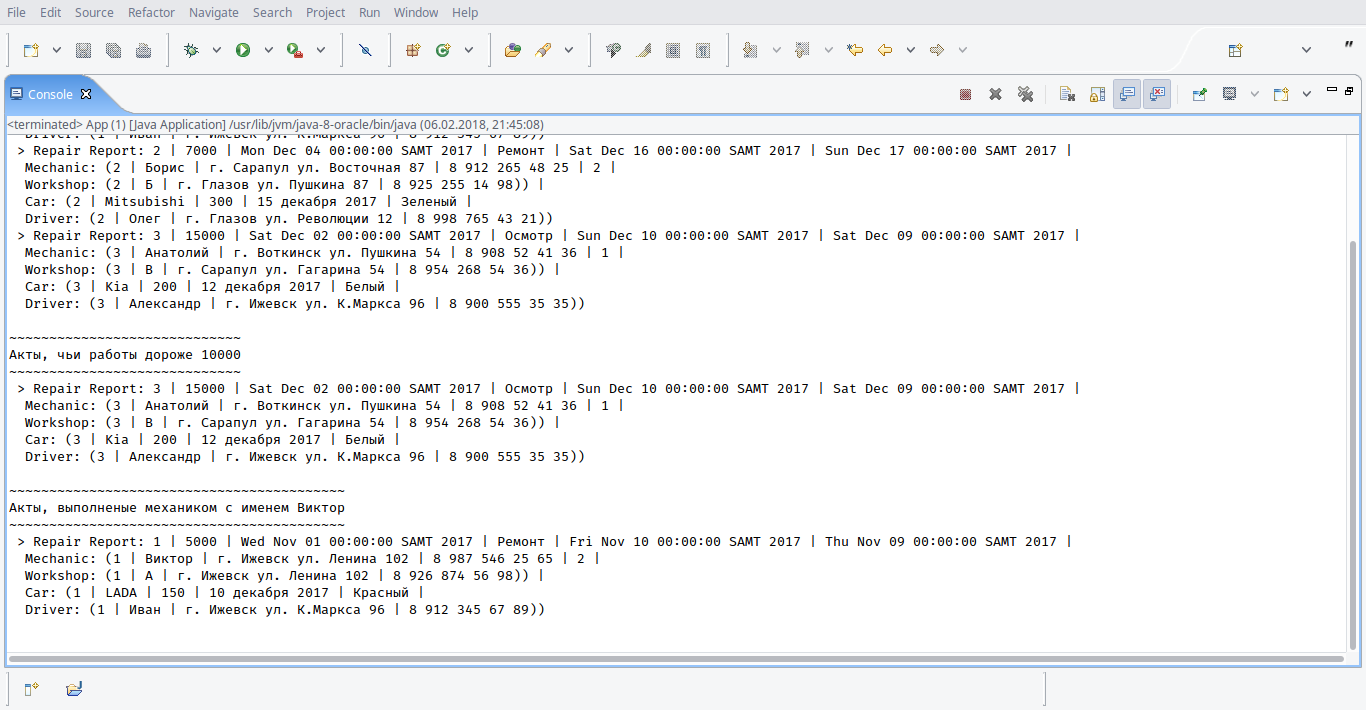 File Edit Source Refactor Navigate Search Project Run Window Help
Console
<terminated> App (1) [Java Application] /usr/lib/jvm/java-8-oracle/bin/java (06.02.2018, 21:45:08)
Driver: (1 | Иван | г. Ижевск ул. К.Маркса 96 | 8 912 345 67 89))
> Repair Report: 2 | 7000 | Mon Dec 04 00:00:00 SAMT 2017 | Ремонт | Sat Dec 16 00:00:00 SAMT 2017 | Sun Dec 17 00:00:00 SAMT 2017 |
Mechanic: (2 | Борис | г. Сарапул ул. Восточная 87 | 8 912 265 48 25 | 2 |
Workshop: (2 | Б | г. Глазов ул. Пушкина 87 | 8 925 255 14 98)) |
Car: (2 | Mitsubishi | 300 | 15 декабря 2017 | Зеленый |
Driver: (2 | Олег | г. Глазов ул. Революции 12 | 8 998 765 43 21))
> Repair Report: 3 | 15000 | Sat Dec 02 00:00:00 SAMT 2017 | Осмотр | Sun Dec 10 00:00:00 SAMT 2017 | Sat Dec 09 00:00:00 SAMT 2017 |
Mechanic: (3 | Анатолий | г. Воткинск ул. Пушкина 54 | 8 908 52 41 36 | 1 |
Workshop: (3 | В | г. Сарапул ул. Гагарина 54 | 8 954 268 54 36)) |
Car: (3 | Kia | 200 | 12 декабря 2017 | Белый |
Driver: (3 | Александр | г. Ижевск ул. К.Маркса 96 | 8 900 555 35 35))
~~~~~~~~~~~~~~~~~~~~~~~~~~~~~
Акты, чьи работы дороже 10000
~~~~~~~~~~~~~~~~~~~~~~~~~~~~~
> Repair Report: 3 | 15000 | Sat Dec 02 00:00:00 SAMT 2017 | Осмотр | Sun Dec 10 00:00:00 SAMT 2017 | Sat Dec 09 00:00:00 SAMT 2017 |
Mechanic: (3 | Анатолий | г. Воткинск ул. Пушкина 54 | 8 908 52 41 36 | 1 |
Workshop: (3 | В | г. Сарапул ул. Гагарина 54 | 8 954 268 54 36)) |
Car: (3 | Kia | 200 | 12 декабря 2017 | Белый |
Driver: (3 | Александр | г. Ижевск ул. К.Маркса 96 | 8 900 555 35 35))
~~~~~~~~~~~~~~~~~~~~~~~~~~~~~~~~~~~~~~~~~~
Акты, выполненые механиком с именем Виктор
~~~~~~~~~~~~~~~~~~~~~~~~~~~~~~~~~~~~~~~~~~
> Repair Report: 1 | 5000 | Wed Nov 01 00:00:00 SAMT 2017 | Ремонт | Fri Nov 10 00:00:00 SAMT 2017 | Thu Nov 09 00:00:00 SAMT 2017 |
Mechanic: (1 | Виктор | г. Ижевск ул. Ленина 102 | 8 987 546 25 65 | 2 |
Workshop: (1 | А | г. Ижевск ул. Ленина 102 | 8 926 874 56 98)) |
Car: (1 | LADA | 150 | 10 декабря 2017 | Красный |
Driver: (1 | Иван | г. Ижевск ул. К.Маркса 96 | 8 912 345 67 89))